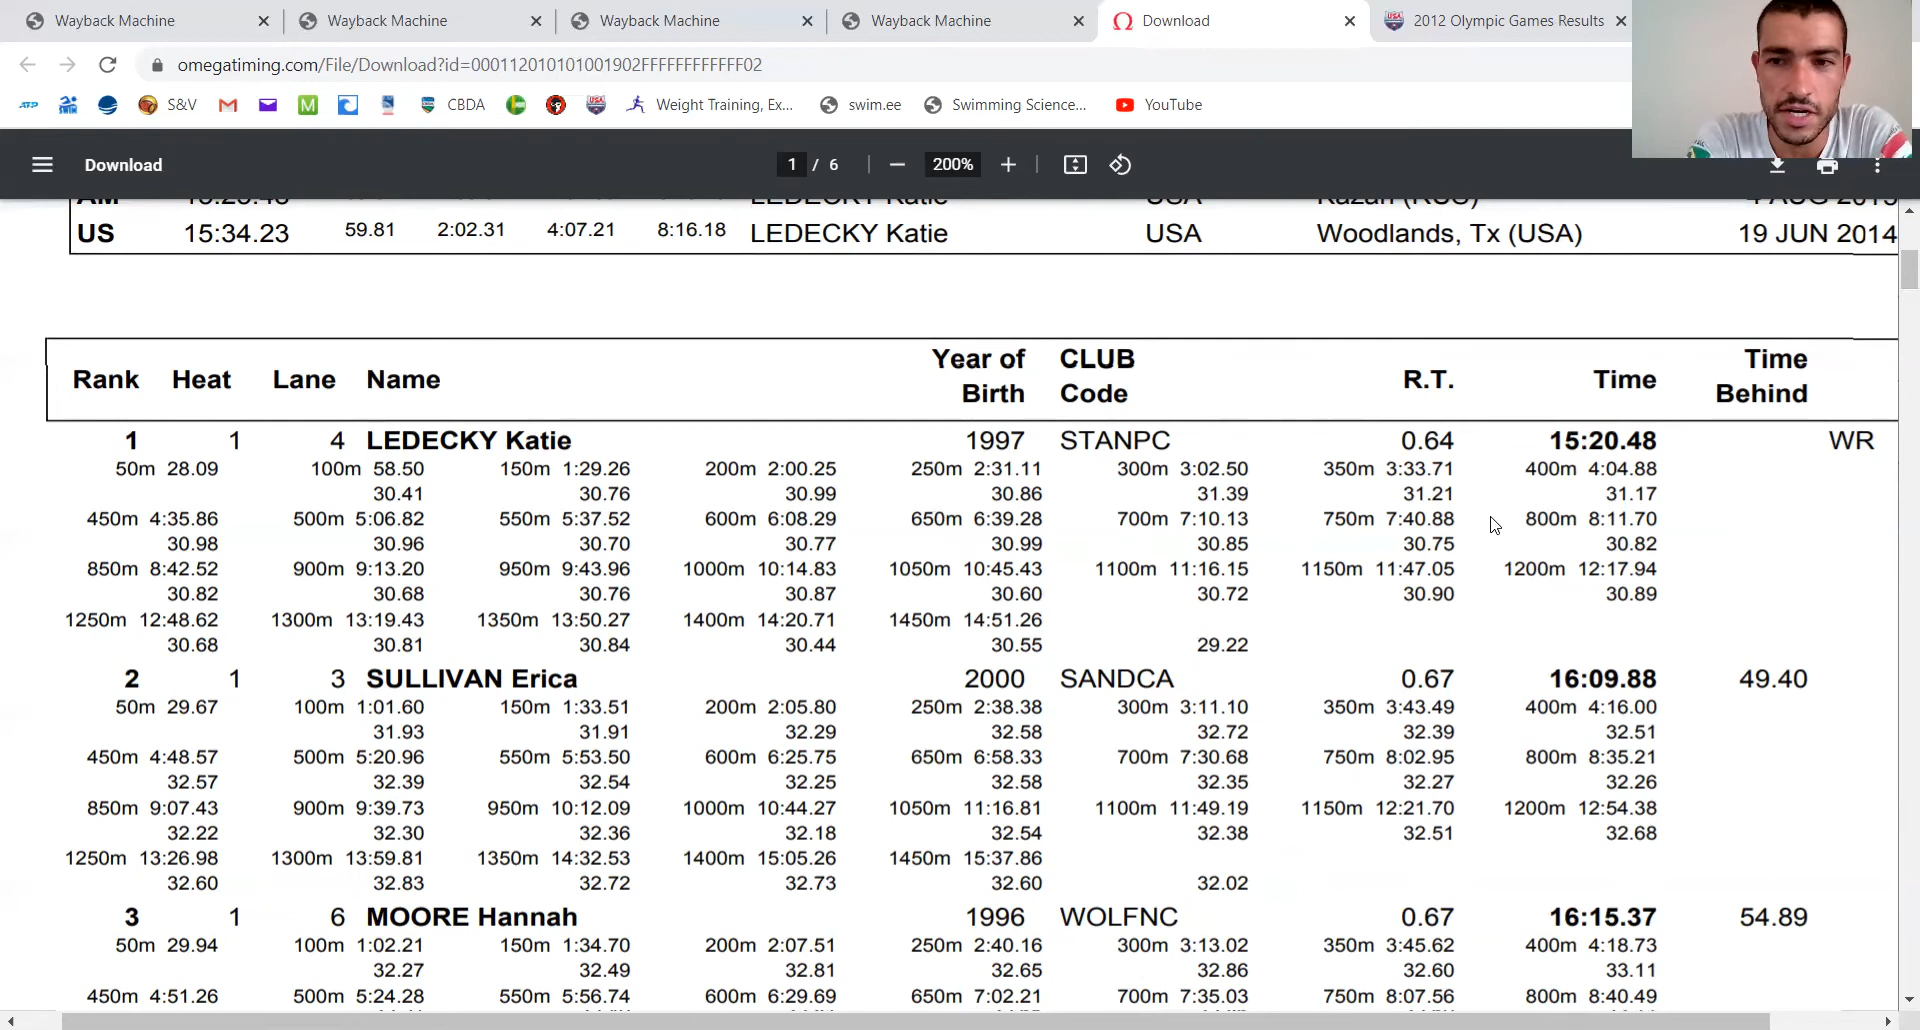 Wayback Machine Wayback Machine Wayback Machine Wayback Machine Download 2012 Olympic Games Results
omegatiming.com/File/Download?id=000112010101001902FFFFFFFFFFFF02
ATP S&V M CBDA USA Weight Training, Ex... swim.ee Swimming Science... YouTube
Download 1 / 6 200%
LEDECKY Katie USA Kazan (RUS)
US 15:34.23 59.81 2:02.31 4:07.21 8:16.18 LEDECKY Katie USA Woodlands, Tx (USA) 19 JUN 2014
Rank Heat Lane Name Year of Birth CLUB Code R.T. Time Time Behind
1 1 4 LEDECKY Katie 1997 STANPC 0.64 15:20.48 WR
50m 28.09 100m 58.50 150m 1:29.26 200m 2:00.25 250m 2:31.11 300m 3:02.50 350m 3:33.71 400m 4:04.88
30.41 30.76 30.99 30.86 31.39 31.21 31.17
450m 4:35.86 500m 5:06.82 550m 5:37.52 600m 6:08.29 650m 6:39.28 700m 7:10.13 750m 7:40.88 800m 8:11.70
30.98 30.96 30.70 30.77 30.99 30.85 30.75 30.82
850m 8:42.52 900m 9:13.20 950m 9:43.96 1000m 10:14.83 1050m 10:45.43 1100m 11:16.15 1150m 11:47.05 1200m 12:17.94
30.82 30.68 30.76 30.87 30.60 30.72 30.90 30.89
1250m 12:48.62 1300m 13:19.43 1350m 13:50.27 1400m 14:20.71 1450m 14:51.26
30.68 30.81 30.84 30.44 30.55 29.22
2 1 3 SULLIVAN Erica 2000 SANDCA 0.67 16:09.88 49.40
50m 29.67 100m 1:01.60 150m 1:33.51 200m 2:05.80 250m 2:38.38 300m 3:11.10 350m 3:43.49 400m 4:16.00
31.93 31.91 32.29 32.58 32.72 32.39 32.51
450m 4:48.57 500m 5:20.96 550m 5:53.50 600m 6:25.75 650m 6:58.33 700m 7:30.68 750m 8:02.95 800m 8:35.21
32.57 32.39 32.54 32.25 32.58 32.35 32.27 32.26
850m 9:07.43 900m 9:39.73 950m 10:12.09 1000m 10:44.27 1050m 11:16.81 1100m 11:49.19 1150m 12:21.70 1200m 12:54.38
32.22 32.30 32.36 32.18 32.54 32.38 32.51 32.68
1250m 13:26.98 1300m 13:59.81 1350m 14:32.53 1400m 15:05.26 1450m 15:37.86
32.60 32.83 32.72 32.73 32.60 32.02
3 1 6 MOORE Hannah 1996 WOLFNC 0.67 16:15.37 54.89
50m 29.94 100m 1:02.21 150m 1:34.70 200m 2:07.51 250m 2:40.16 300m 3:13.02 350m 3:45.62 400m 4:18.73
32.27 32.49 32.81 32.65 32.86 32.60 33.11
450m 4:51.26 500m 5:24.28 550m 5:56.74 600m 6:29.69 650m 7:02.21 700m 7:35.03 750m 8:07.56 800m 8:40.49